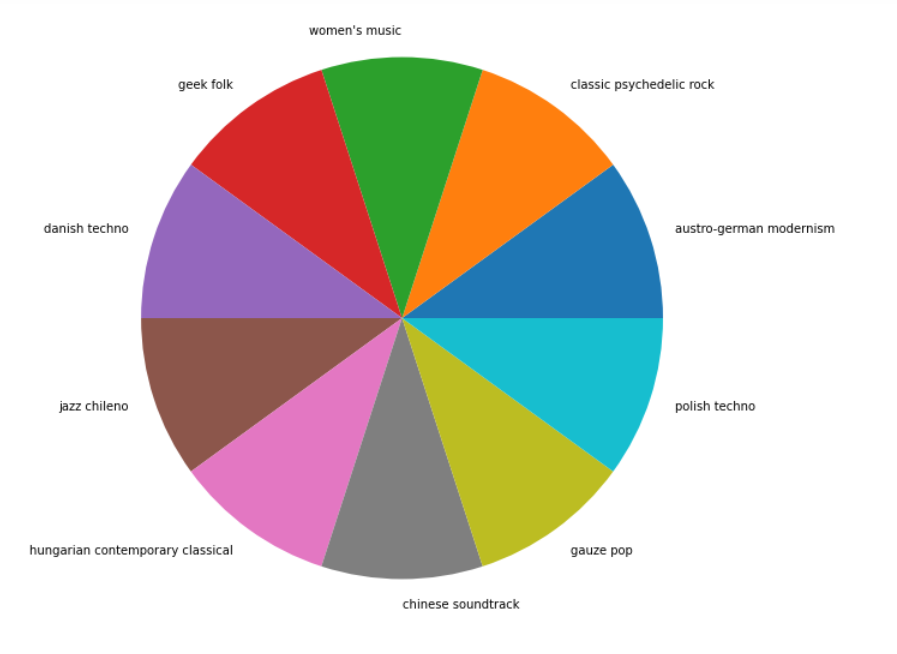 women's music
geek folk
classic psychedelic rock
danish techno
austro-german modernism
jazz chileno
polish techno
hungarian contemporary classical
gauze pop
chinese soundtrack